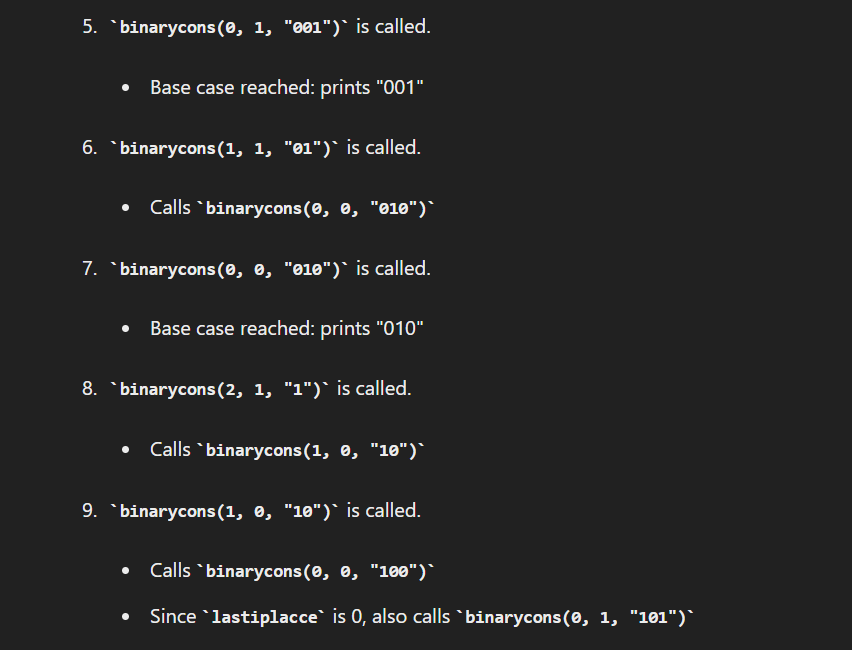 5. `binarycons(0, 1, "001")` is called.
• Base case reached: prints "001"
6. `binarycons(1, 1, "01")` is called.
• Calls `binarycons(0, 0, "010")`
7. `binarycons(0, 0, "010")` is called.
• Base case reached: prints "010"
8. `binarycons(2, 1, "1")` is called.
• Calls `binarycons(1, 0, "10")`
9. `binarycons(1, 0, "10")` is called.
• Calls `binarycons(0, 0, "100")`
• Since `lastiplacce` is 0, also calls `binarycons(0, 1, "101")`